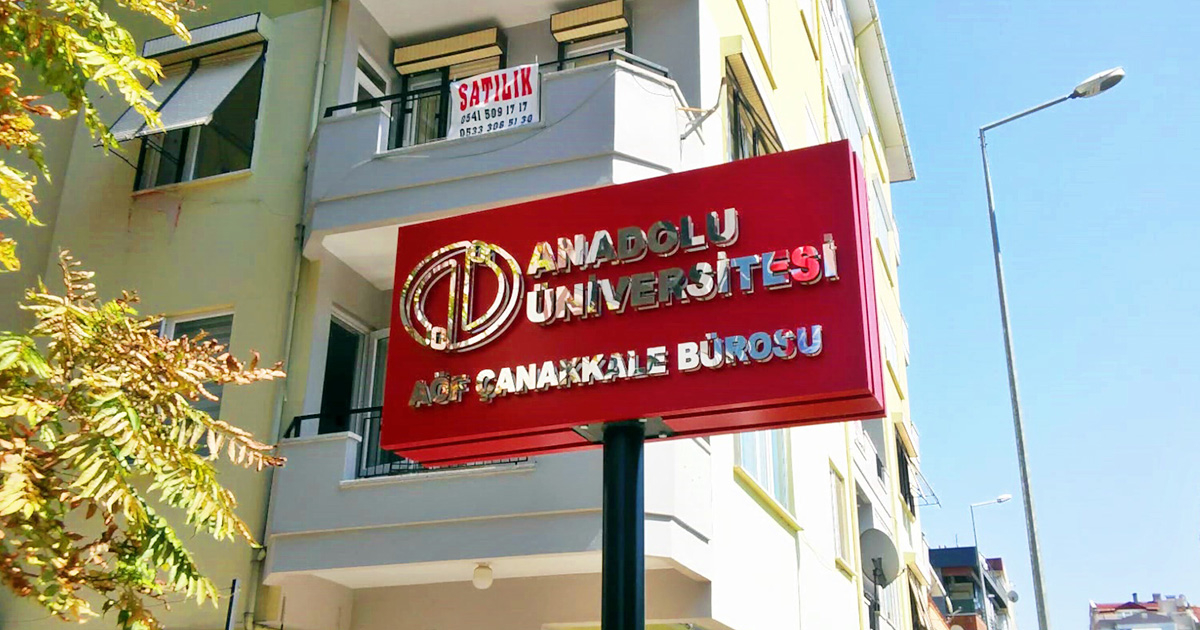 SATILIK
0541 509 17 17
0533 306 51 30
ANADOLU
ÜNİVERSİTESİ
AÖF ÇANAKKALE BÜROSU